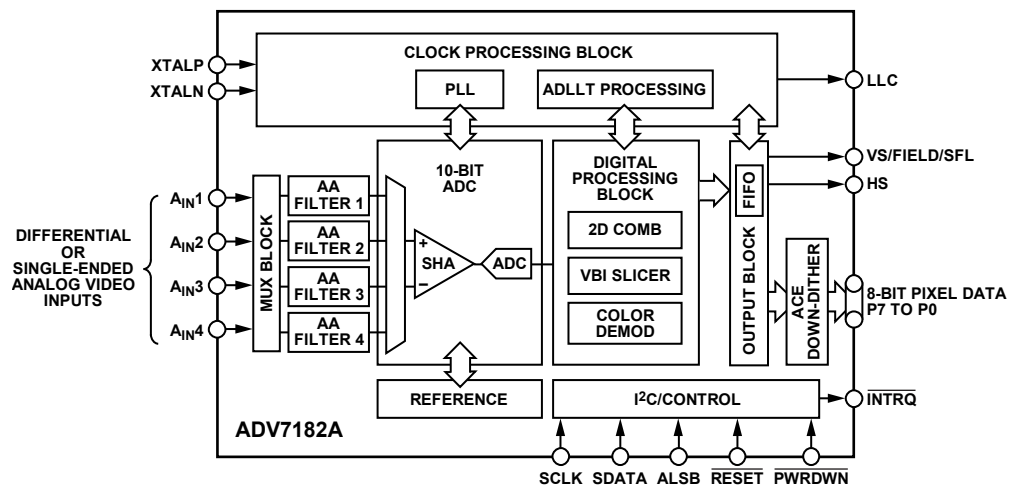 CLOCK PROCESSING BLOCK
XTALP
XTALN
PLL
ADLLT PROCESSING
LLC
10-BIT
ADC
DIGITAL
PROCESSING
BLOCK
FIFO
OUTPUT BLOCK
VS/FIELD/SFL
HS
DIFFERENTIAL
OR
SINGLE-ENDED
ANALOG VIDEO
INPUTS
AIN1
AIN2
AIN3
AIN4
MUX BLOCK
AA
FILTER 1
AA
FILTER 2
AA
FILTER 3
AA
FILTER 4
+
SHA
–
ADC
2D COMB
VBI SLICER
COLOR
DEMOD
ACE
DOWN-DITHER
8-BIT PIXEL DATA
P7 TO P0
REFERENCE
I²C/CONTROL
INTRQ
ADV7182A
SCLK
SDATA
ALSB
RESET
PWRDWN